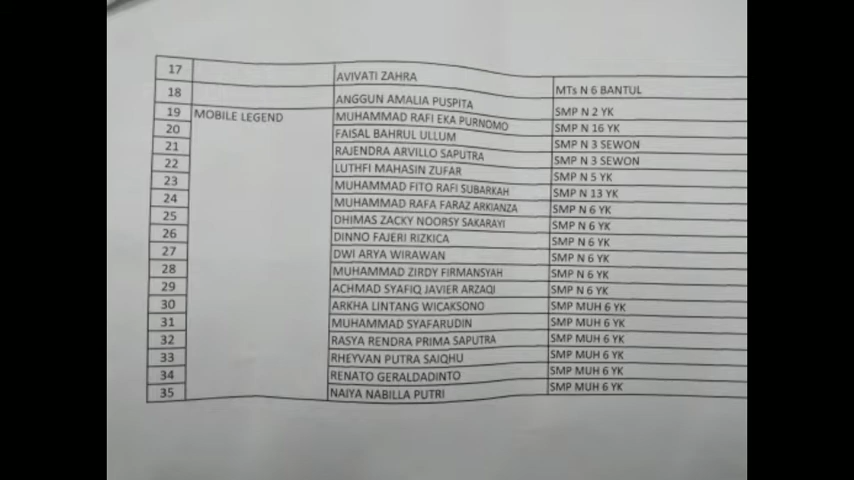 17 AVIVATI ZAHRA MTs N 6 BANTUL
18 ANGGUN AMALIA PUSPITA SMP N 2 YK
19 MOBILE LEGEND MUHAMMAD RAFI EKA PURNOMO SMP N 16 YK
20 FAISAL BAHRUL ULLUM SMP N 3 SEWON
21 RAJENDRA ARVILLO SAPUTRA SMP N 3 SEWON
22 LUTHFI MAHASIN ZUFAR SMP N 5 YK
23 MUHAMMAD FITO RAFI SUBARKAH SMP N 13 YK
24 MUHAMMAD RAFA FARAZ ARKIANZA SMP N 6 YK
25 DHIMAS ZACKY NOORSY SAKARAYI SMP N 6 YK
26 DINNO FAJERI RIZKICA SMP N 6 YK
27 DWI ARYA WIRAWAN SMP N 6 YK
28 MUHAMMAD ZIRDY FIRMANSYAH SMP N 6 YK
29 ACHMAD SYAFIQ JAVIER ARZAQI SMP N 6 YK
30 ARKHA LINTANG WICAKSONO SMP MUH 6 YK
31 MUHAMMAD SYAFARUDIN SMP MUH 6 YK
32 RASYA RENDRA PRIMA SAPUTRA SMP MUH 6 YK
33 RHEYVAN PUTRA SAIQHU SMP MUH 6 YK
34 RENATO GERALDADINTO SMP MUH 6 YK
35 NAIYA NABILLA PUTRI SMP MUH 6 YK